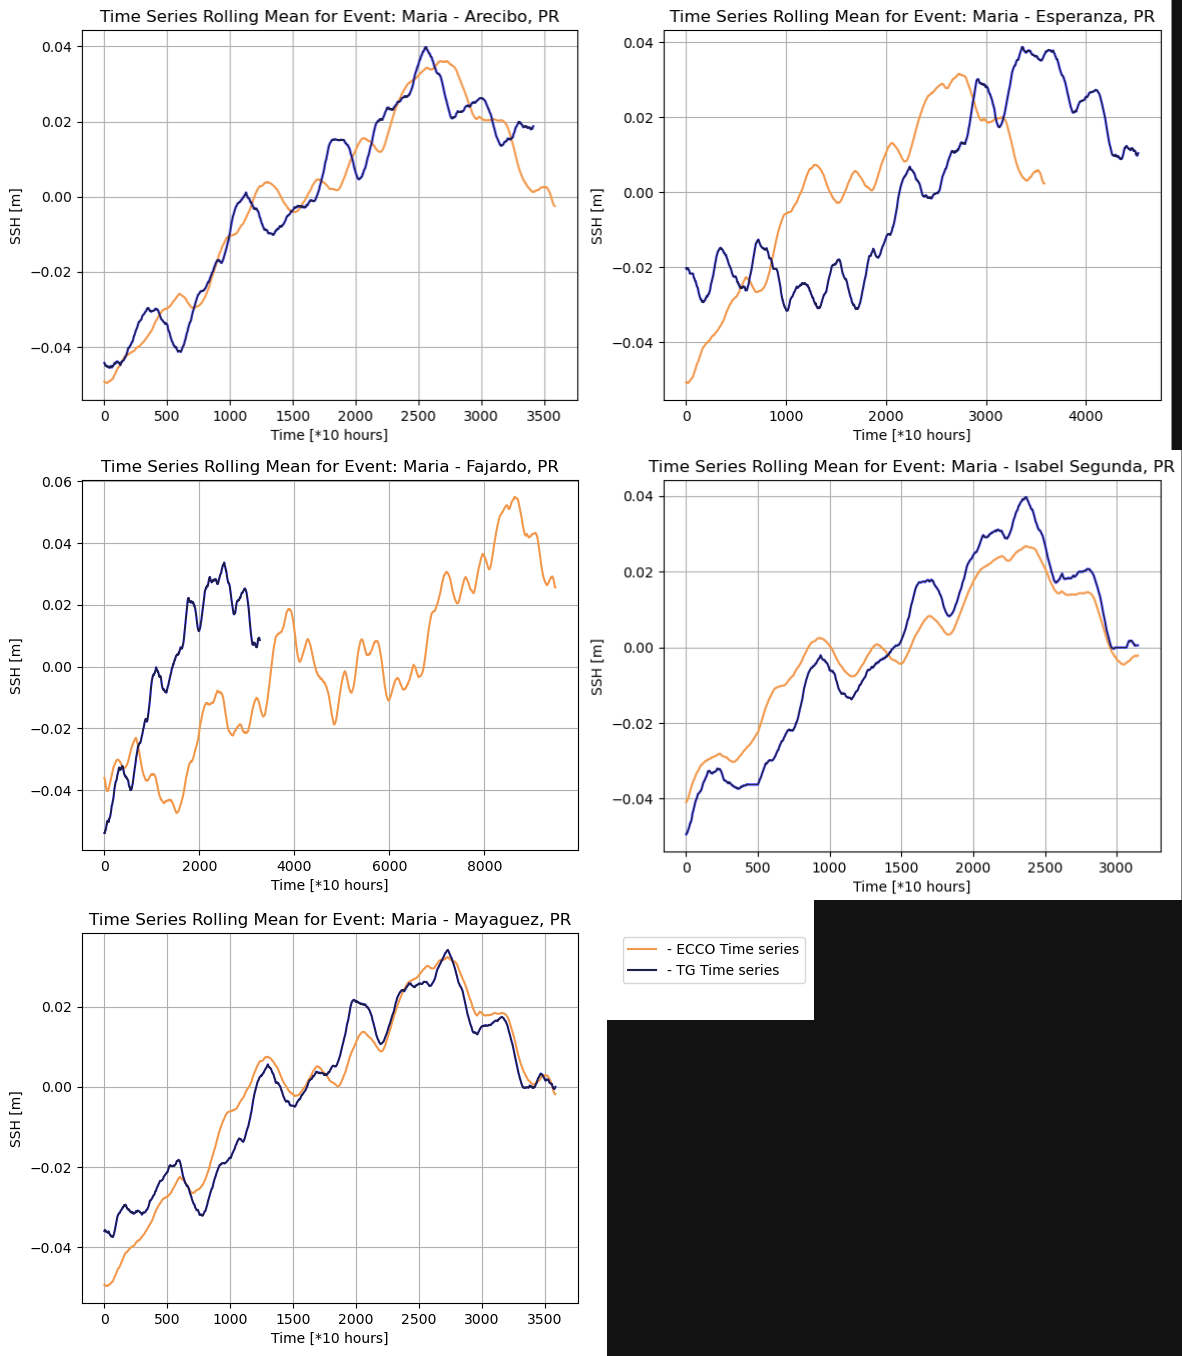 Time Series Rolling Mean for Event: Maria - Arecibo, PR
0.04
0.02
0.00
−0.02
−0.04
SSH [m]
0 500 1000 1500 2000 2500 3000 3500
Time [*10 hours]
Time Series Rolling Mean for Event: Maria - Esperanza, PR
0.04
0.02
0.00
−0.02
−0.04
SSH [m]
0 1000 2000 3000 4000
Time [*10 hours]
Time Series Rolling Mean for Event: Maria - Fajardo, PR
0.06
0.04
0.02
0.00
−0.02
−0.04
SSH [m]
0 2000 4000 6000 8000
Time [*10 hours]
Time Series Rolling Mean for Event: Maria - Isabel Segunda, PR
0.04
0.02
0.00
−0.02
−0.04
SSH [m]
0 500 1000 1500 2000 2500 3000
Time [*10 hours]
Time Series Rolling Mean for Event: Maria - Mayaguez, PR
0.02
0.00
−0.02
−0.04
SSH [m]
0 500 1000 1500 2000 2500 3000 3500
Time [*10 hours]
- ECCO Time series
- TG Time series